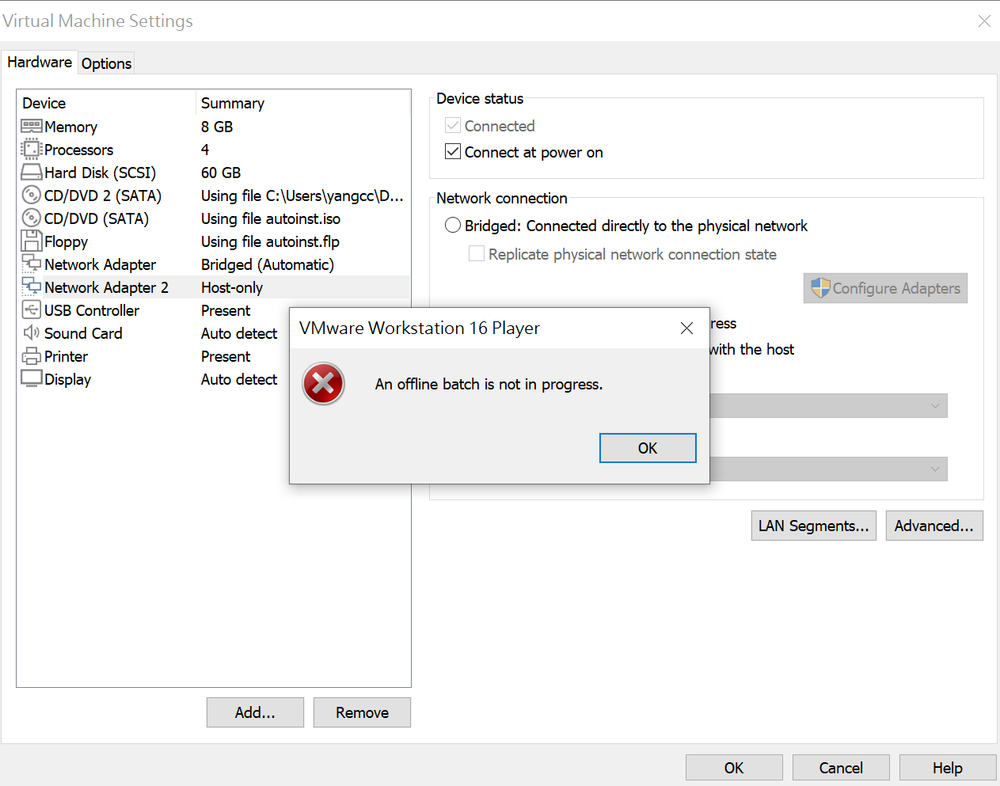 Virtual Machine Settings
Hardware Options
Device Summary
Memory 8 GB
Processors 4
Hard Disk (SCSI) 60 GB
CD/DVD 2 (SATA) Using file C:\Users\yangcc\D...
CD/DVD (SATA) Using file autoinst.iso
Floppy Using file autoinst.flp
Network Adapter Bridged (Automatic)
Network Adapter 2 Host-only
USB Controller Present
Sound Card Auto detect
Printer Present
Display Auto detect
Add... Remove
Device status
Connected
Connect at power on
Network connection
Bridged: Connected directly to the physical network
Replicate physical network connection state
Configure Adapters
ress
with the host
LAN Segments... Advanced...
VMware Workstation 16 Player
An offline batch is not in progress.
OK
OK Cancel Help